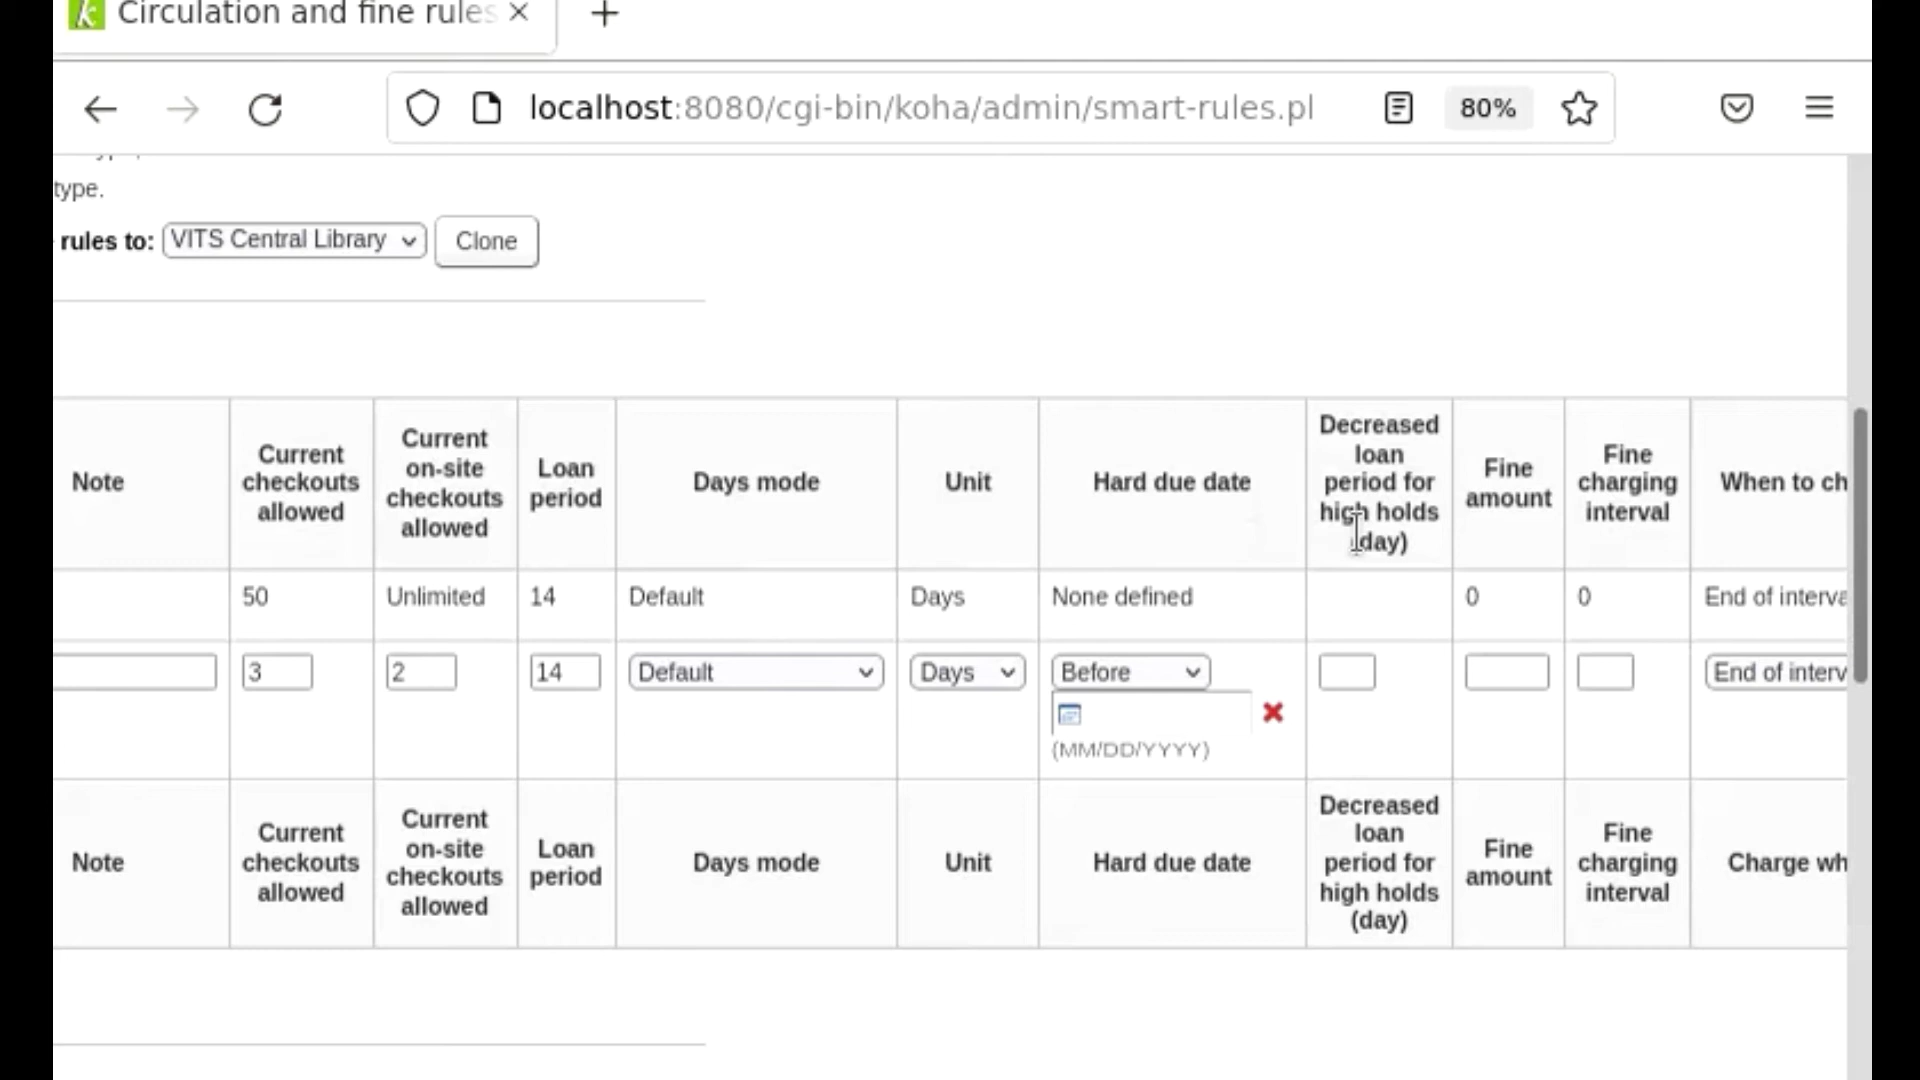 Circulation and fine rules
localhost:8080/cgi-bin/koha/admin/smart-rules.pl 80%
type.
rules to: VITS Central Library Clone
Note
Current
checkouts
allowed
Current
on-site
checkouts
allowed
Loan
period
Days mode
Unit
Hard due date
Decreased
loan
period for
high holds
(day)
Fine
amount
Fine
charging
interval
When to ch
50 Unlimited 14 Default Days None defined 0 0 End of interva
3 2 14 Default Days Before End of interv
(MM/DD/YYYY)
Note
Current
checkouts
allowed
Current
on-site
checkouts
allowed
Loan
period
Days mode
Unit
Hard due date
Decreased
loan
period for
high holds
(day)
Fine
amount
Fine
charging
interval
Charge wh